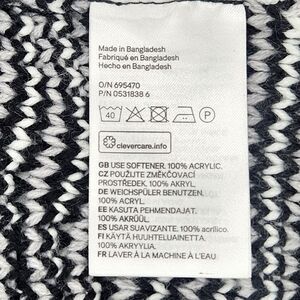 Made in Bangladesh
Fabriqué en Bangladesh
Hecho en Bangladesh
O/N 695470
P/N 0531838 6
40
P
clevercare.info
GB USE SOFTENER. 100% ACRYLIC.
CZ POUŽIJTE ZMĚKČOVACÍ
PROSTŘEDEK. 100% AKRYL.
DE WEICHSPÜLER BENUTZEN.
100% ACRYL.
EE KASUTA PEHMENDAJAT.
100% AKRÜÜL.
ES USAR SUAVIZANTE. 100% acrílico.
FI KÄYTÄ HUUHTELUAINETTA.
100% AKRYYLIA.
FR LAVER À LA MACHINE À L'EAU